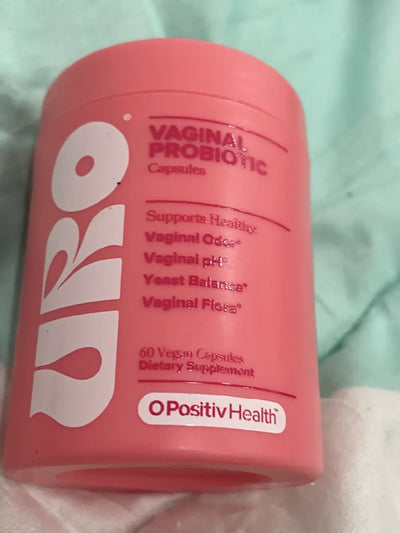 URO
VAGINAL
PROBIOTIC
Capsules
Supports Healthy
Vaginal Odor*
Vaginal pH*
Yeast Balance*
Vaginal Flora*
60 Vegan Capsules
Dietary Supplement
OPositivHealth™